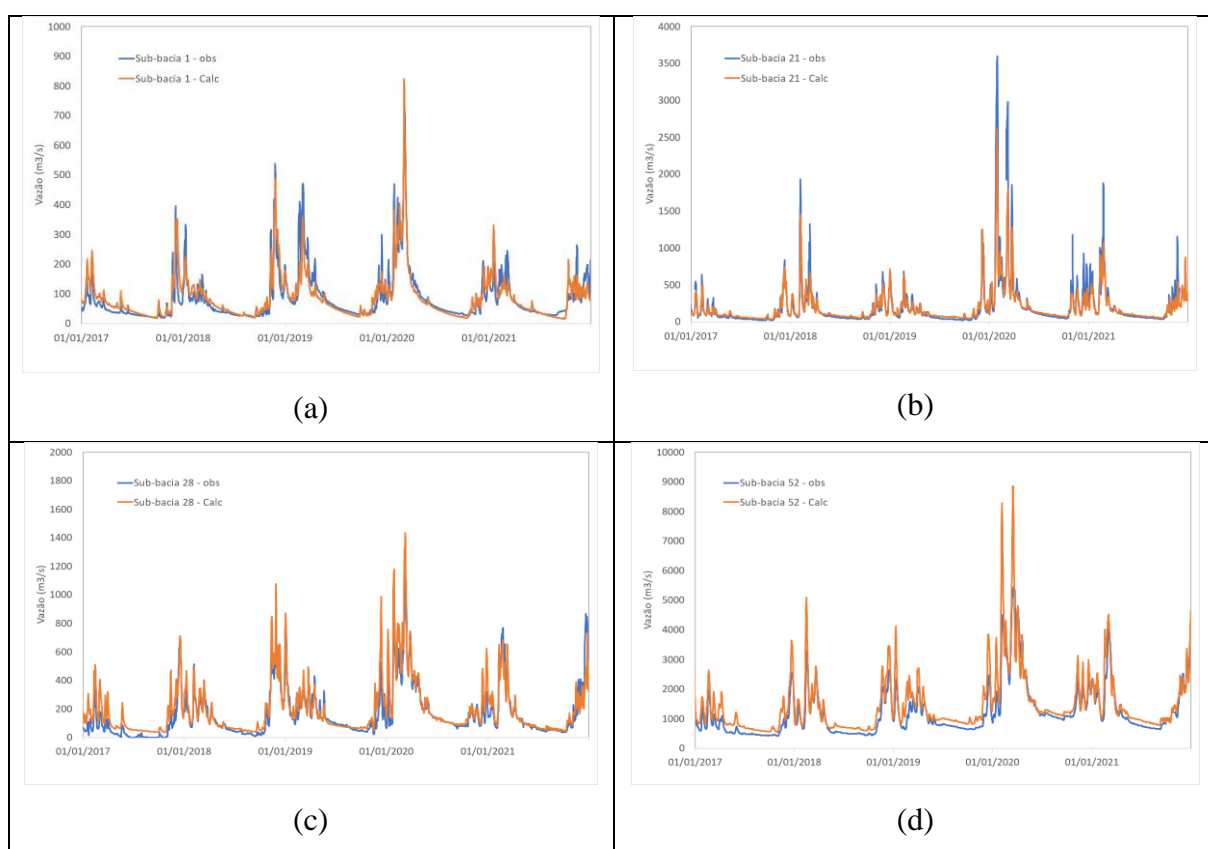 1000
900
800
700
600
500
400
300
200
100
0
Vazão (m3/s)
Sub-bacia 1 - obs
Sub-bacia 1 - Calc
01/01/2017 01/01/2018 01/01/2019 01/01/2020 01/01/2021
(a)
4000
3500
3000
2500
2000
1500
1000
500
0
Vazão (m3/s)
Sub-bacia 21 - obs
Sub-bacia 21 - Calc
01/01/2017 01/01/2018 01/01/2019 01/01/2020 01/01/2021
(b)
2000
1800
1600
1400
1200
1000
800
600
400
200
0
Vazão (m3/s)
Sub-bacia 28 - obs
Sub-bacia 28 - Calc
01/01/2017 01/01/2018 01/01/2019 01/01/2020 01/01/2021
(c)
10000
9000
8000
7000
6000
5000
4000
3000
2000
1000
0
Vazão (m3/s)
Sub-bacia 52 - obs
Sub-bacia 52 - Calc
01/01/2017 01/01/2018 01/01/2019 01/01/2020 01/01/2021
(d)